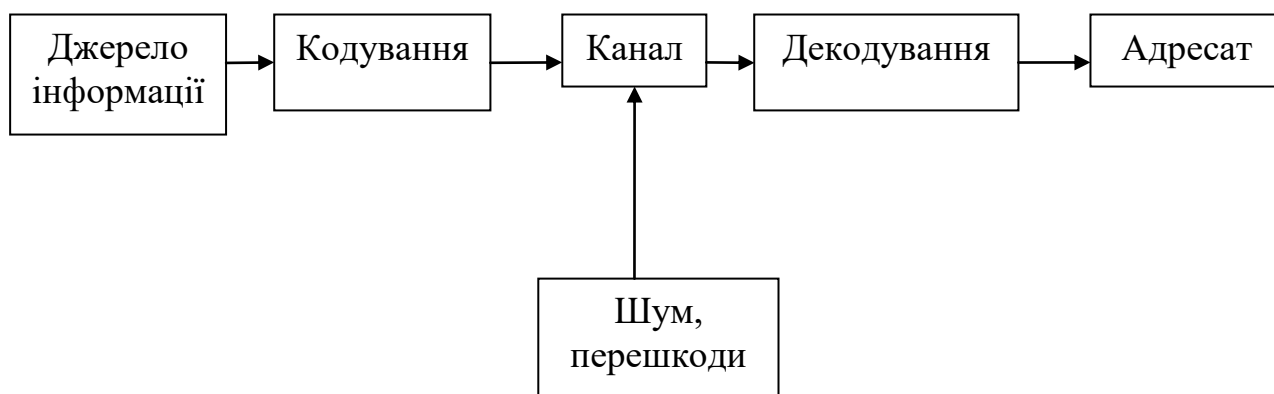 Джерело
інформації
Кодування
Канал
Декодування
Адресат
Шум,
перешкоди